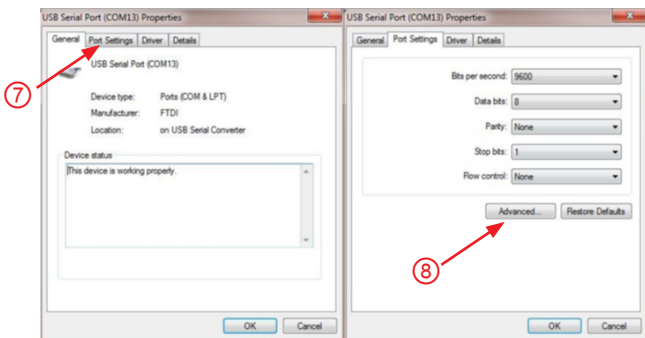 USB Serial Port (COM13) Properties
General Port Settings Driver Details
USB Serial Port (COM13)
Device type: Ports (COM & LPT)
Manufacturer: FTDI
Location: on USB Serial Converter
Device status
This device is working properly.
OK Cancel
7
USB Serial Port (COM13) Properties
General Port Settings Driver Details
Bits per second: 9600
Data bits: 8
Parity: None
Stop bits: 1
Flow control: None
Advanced... Restore Defaults
8
OK Cancel